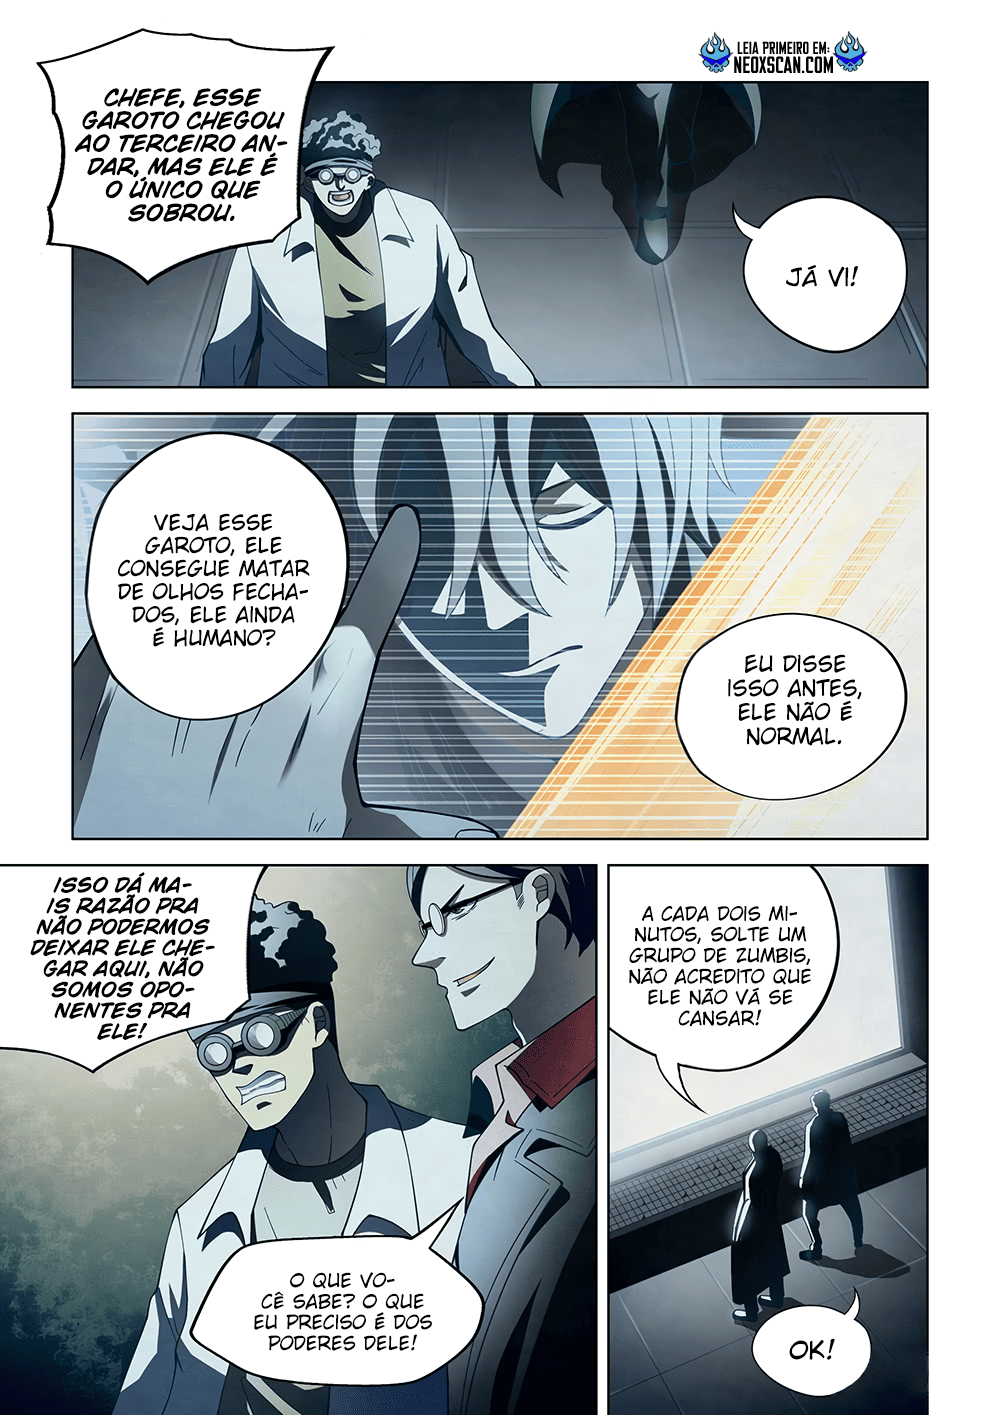 LEIA PRIMEIRO EM:
NEOXSCAN.COM
CHEFE, ESSE
GAROTO CHEGOU
AO TERCEIRO AN-
DAR, MAS ELE É
O ÚNICO QUE
SOBROU.
JÁ VI!
VEJA ESSE
GAROTO, ELE
CONSEGUE MATAR
DE OLHOS FECHA-
DOS, ELE AINDA
É HUMANO?
EU DISSE
ISSO ANTES,
ELE NÃO É
NORMAL.
ISSO DÁ MA-
IS RAZÃO PRA
NÃO PODERMOS
DEIXAR ELE CHE-
GAR AQUI, NÃO
SOMOS OPO-
NENTES PRA
ELE!
O QUE VO-
CÊ SABE? O QUE
EU PRECISO É DOS
PODERES DELE!
A CADA DOIS MI-
NUTOS, SOLTE UM
GRUPO DE ZUMBIS,
NÃO ACREDITO QUE
ELE NÃO VÁ SE
CANSAR!
OK!